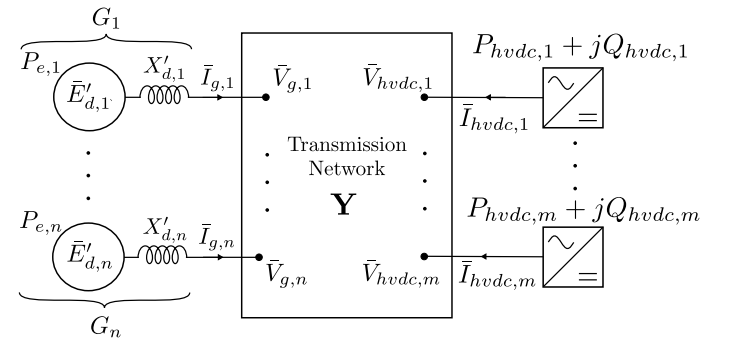 G₁
P_{e,1}
Ē'_{d,1}
X'_{d,1}
Ī_{g,1}
V̄_{g,1}
V̄_{hvdc,1}
Ī_{hvdc,1}
P_{hvdc,1} + jQ_{hvdc,1}
Transmission
Network
Y
P_{e,n}
Ē'_{d,n}
X'_{d,n}
Ī_{g,n}
V̄_{g,n}
V̄_{hvdc,m}
Ī_{hvdc,m}
P_{hvdc,m} + jQ_{hvdc,m}
G_n